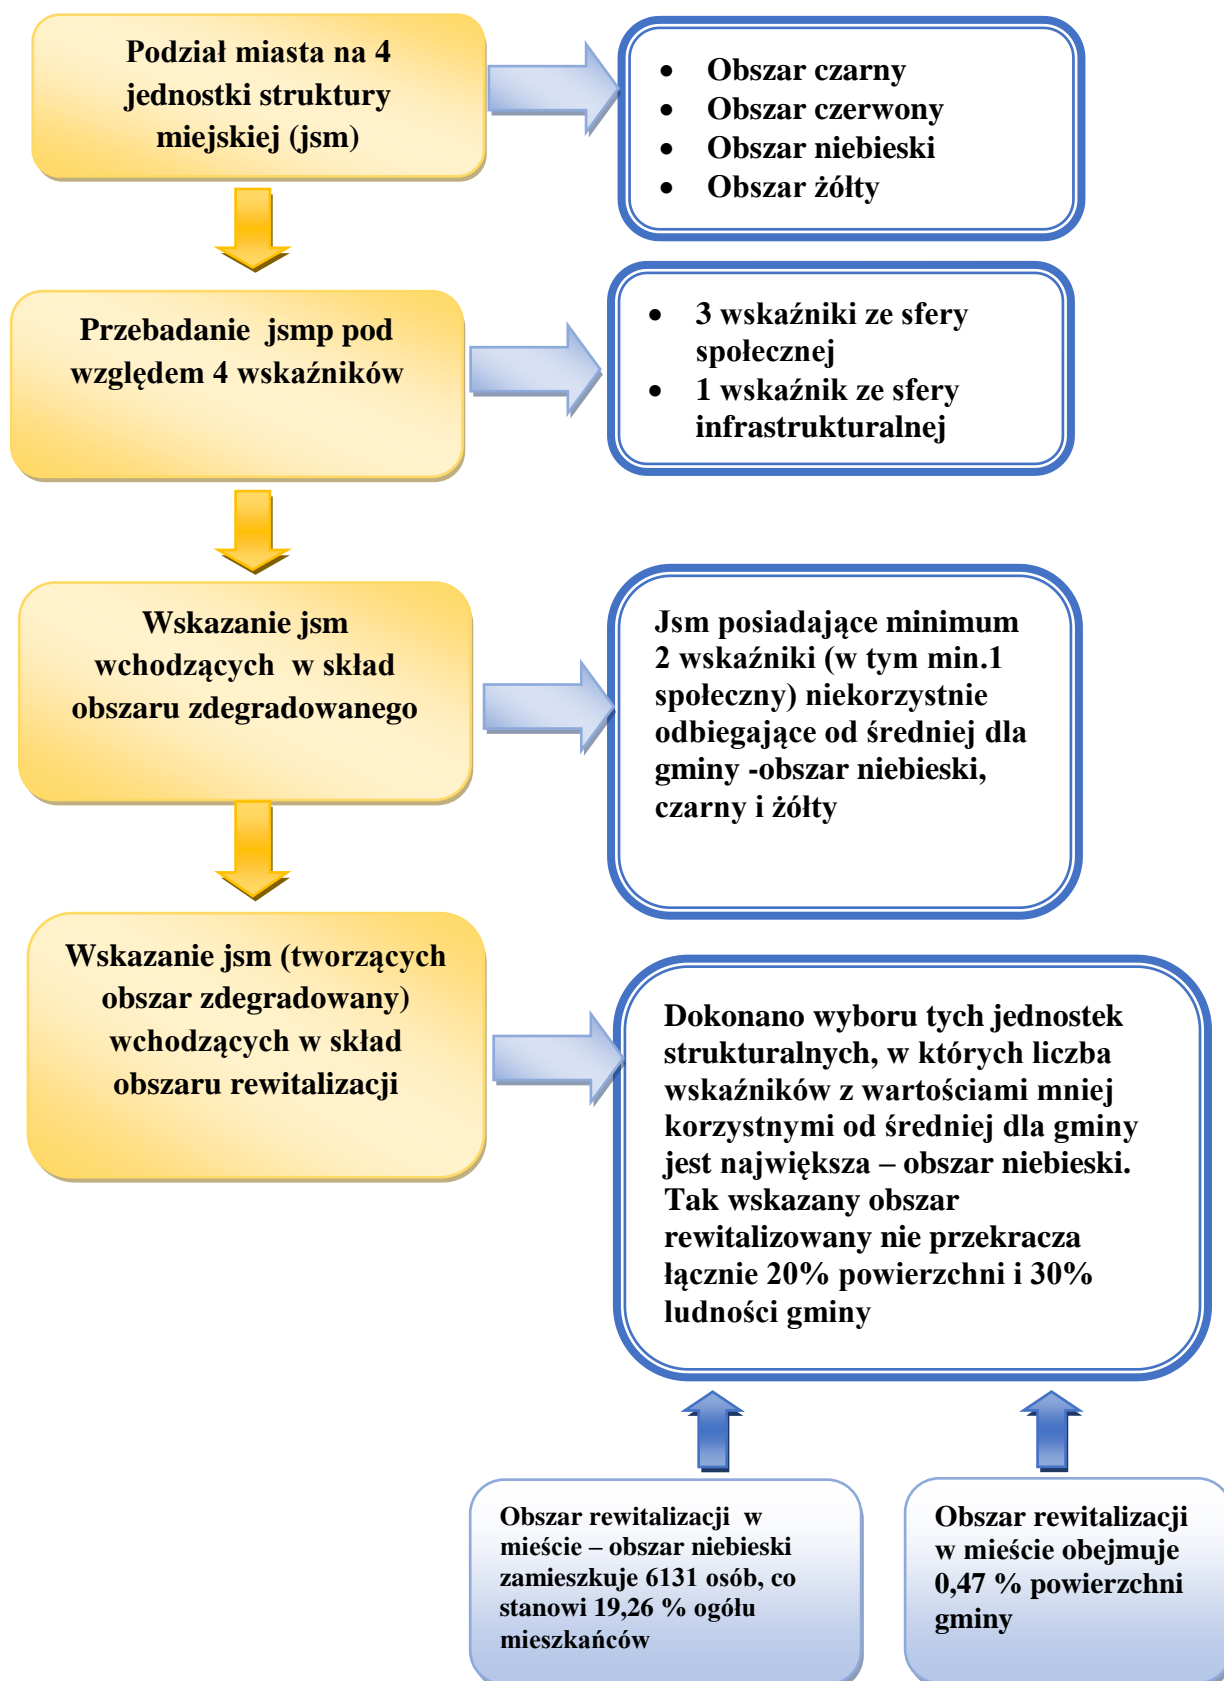 Podział miasta na 4
jednostki struktury
miejskiej (jsm)
• Obszar czarny
• Obszar czerwony
• Obszar niebieski
• Obszar żółty
Przebadanie jsmp pod
względem 4 wskaźników
• 3 wskaźniki ze sfery
społecznej
• 1 wskaźnik ze sfery
infrastrukturalnej
Wskazanie jsm
wchodzących w skład
obszaru zdegradowanego
Jsm posiadające minimum
2 wskaźniki (w tym min.1
społeczny) niekorzystnie
odbiegające od średniej dla
gminy -obszar niebieski,
czarny i żółty
Wskazanie jsm (tworzących
obszar zdegradowany)
wchodzących w skład
obszaru rewitalizacji
Dokonano wyboru tych jednostek
strukturalnych, w których liczba
wskaźników z wartościami mniej
korzystnymi od średniej dla gminy
jest największa – obszar niebieski.
Tak wskazany obszar
rewitalizowany nie przekracza
łącznie 20% powierzchni i 30%
ludności gminy
Obszar rewitalizacji w
mieście – obszar niebieski
zamieszkuje 6131 osób, co
stanowi 19,26 % ogółu
mieszkańców
Obszar rewitalizacji
w mieście obejmuje
0,47 % powierzchni
gminy